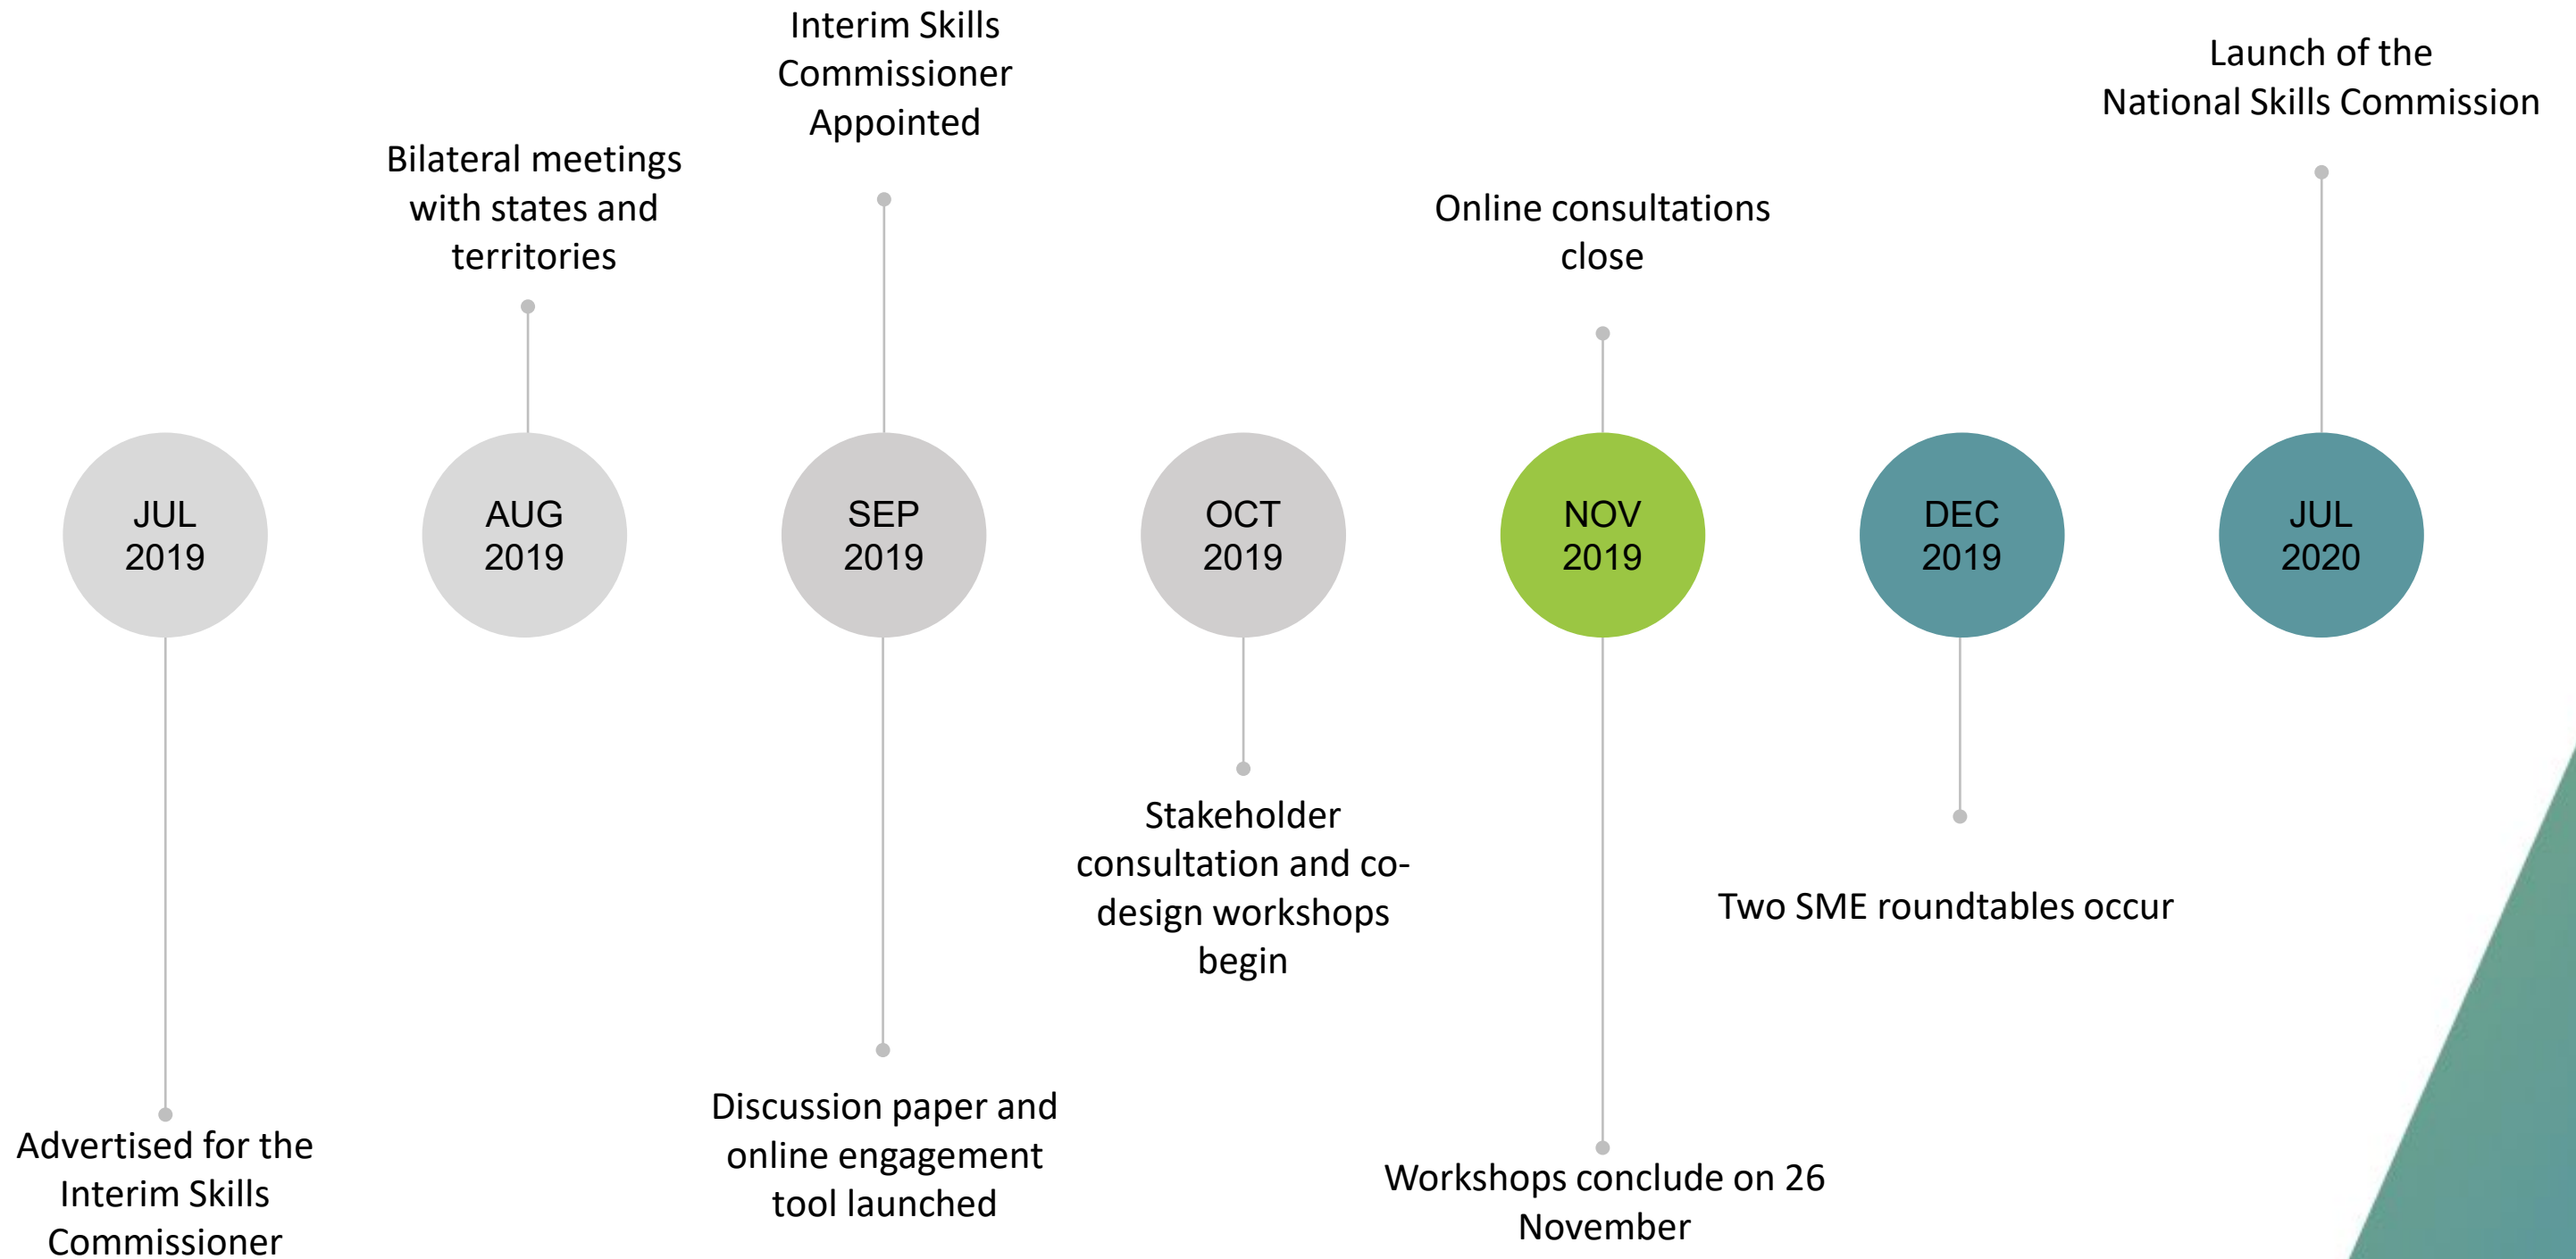 JUL
2019
Advertised for the
Interim Skills
Commissioner
Bilateral meetings
with states and
territories
AUG
2019
Interim Skills
Commissioner
Appointed
SEP
2019
Discussion paper and
online engagement
tool launched
OCT
2019
Stakeholder
consultation and co-
design workshops
begin
Online consultations
close
NOV
2019
Workshops conclude on 26
November
DEC
2019
Two SME roundtables occur
Launch of the
National Skills Commission
JUL
2020